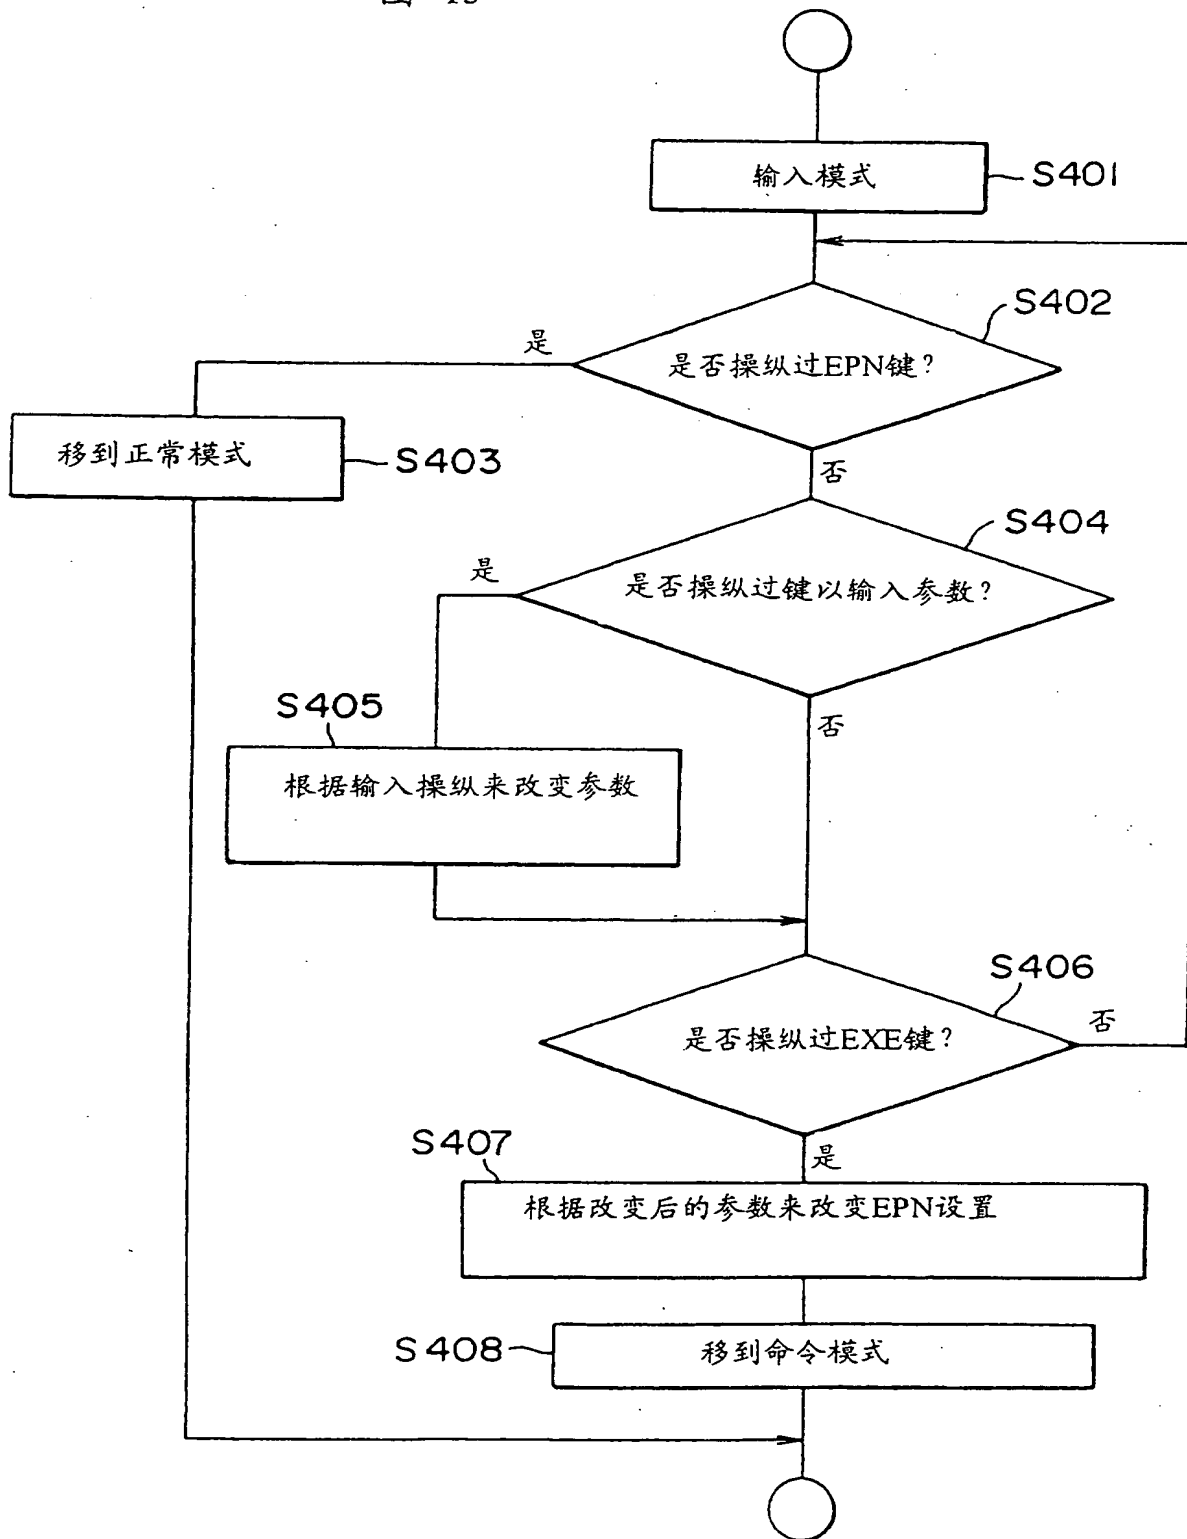 输入模式
S401
S402
是
是否操纵过EPN键?
移到正常模式
S403
否
S404
是
是否操纵过键以输入参数?
S405
否
根据输入操纵来改变参数
S406
是否操纵过EXE键?
否
S407
是
根据改变后的参数来改变EPN设置
S408
移到命令模式